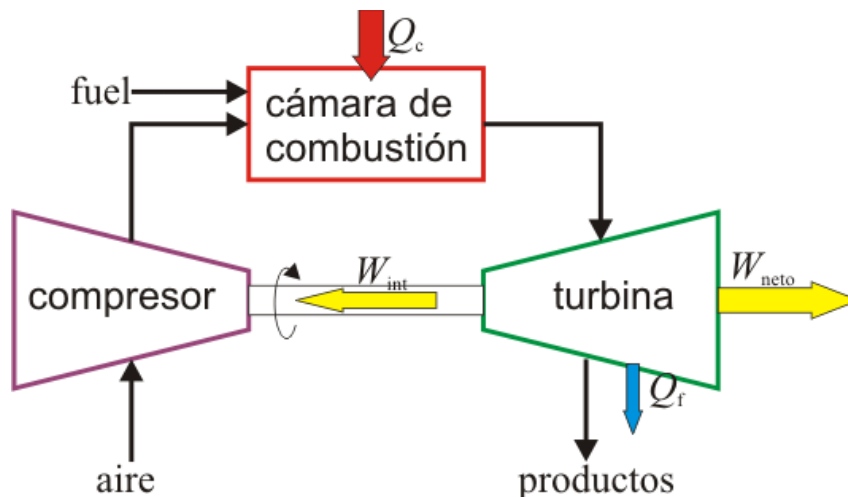 Qc
fuel
cámara de
combustión
compresor
Wint
turbina
Wneto
Qf
aire
productos